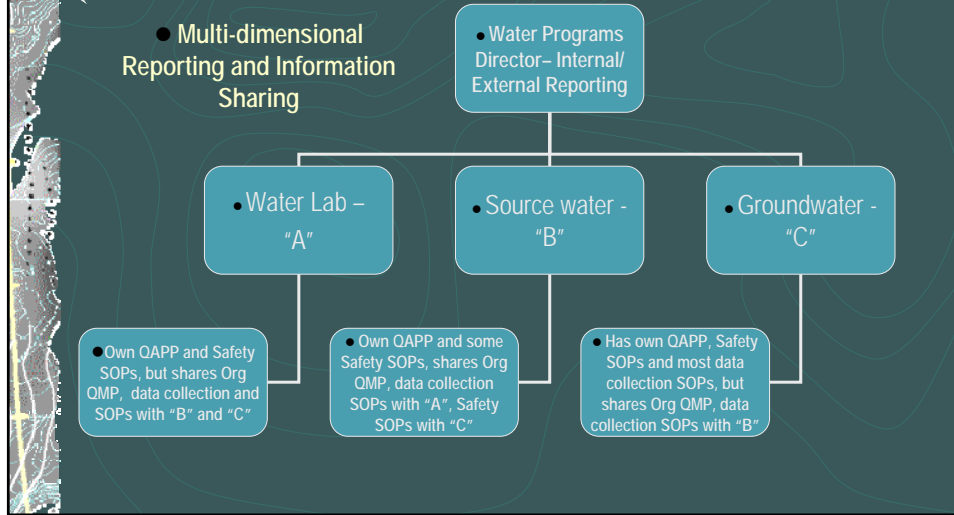 ● Multi-dimensional
Reporting and Information
Sharing
● Water Programs
Director– Internal/
External Reporting
● Water Lab –
“A”
● Source water -
“B”
● Groundwater -
“C”
● Own QAPP and Safety
SOPs, but shares Org
QMP, data collection and
SOPs with “B” and “C”
● Own QAPP and some
Safety SOPs, shares Org
QMP, data collection
SOPs with “A”, Safety
SOPs with “C”
● Has own QAPP, Safety
SOPs and most data
collection SOPs, but
shares Org QMP, data
collection SOPs with “B”